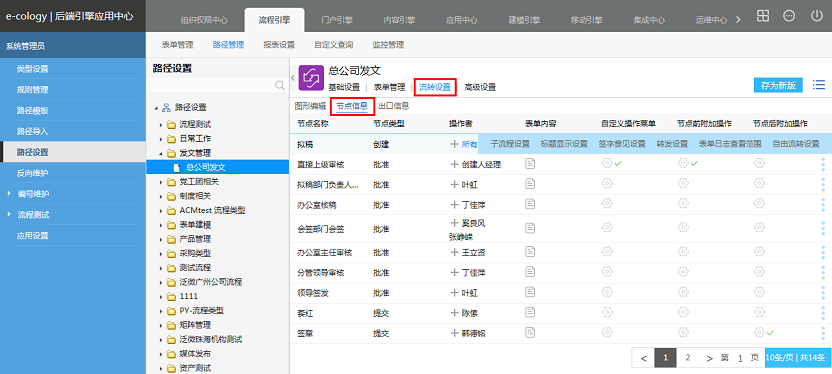 e-cology | 后端引擎应用中心
组织权限中心 流程引擎 门户引擎 内容引擎 应用中心 建模引擎 移动引擎 集成中心 运维中心
系统管理员
表单管理 路径管理 报表设置 自定义查询 监控管理
类型设置
规则管理
路径模板
路径导入
路径设置
反向维护
编号维护
流程测试
应用设置
路径设置
路径设置
流程测试
日常工作
发文管理
总公司发文
党工团相关
制度相关
ACMtest 流程类型
表单建模
产品管理
采购类型
测试流程
泛微广州公司流程
1111
PY-流程类型
矩阵管理
泛微珠海机构测试
媒体发布
资产测试
总公司发文
基础设置 | 表单管理 | 流转设置 | 高级设置
存为新版
图形编辑 节点信息 出口信息
节点名称 节点类型 操作者 表单内容 自定义操作菜单 节点前附加操作 节点后附加操作
拟稿 创建 所有 子流程设置 标题显示设置 签字意见设置 转发设置 表单日志查看范围 自由流转设置
直接上级审核 批准 创建人经理
拟稿部门负责人... 批准 叶虹
办公室核稿 批准 丁佳萍
会签部门会签 批准 奚良风
张峥嵘
办公室主任审核 批准 王立贤
分管领导审核 批准 丁佳萍
领导签发 批准 叶虹
套红 提交 陈愫
签章 提交 韩德铭
< 1 2 > 第 1 页 10条/页 | 共14条